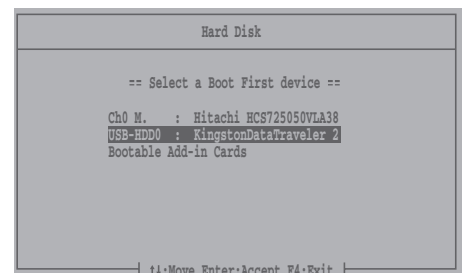 Hard Disk
== Select a Boot First device ==
Ch0 M. : Hitachi HCS725050VLA38
USB-HDD0 : KingstonDataTraveler 2
Bootable Add-in Cards
↑↓:Move Enter:Accept F4:Exit